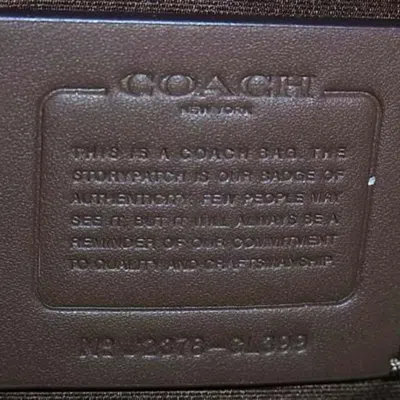 COACH
NEW YORK
THIS IS A COACH BAG. THE
STORYPATCH IS OUR BADGE OF
AUTHENTICITY. FEW PEOPLE MAY
SEE IT, BUT IT WILL ALWAYS BE A
REMINDER OF OUR COMMITMENT
TO QUALITY AND CRAFTSMANSHIP.
Nº